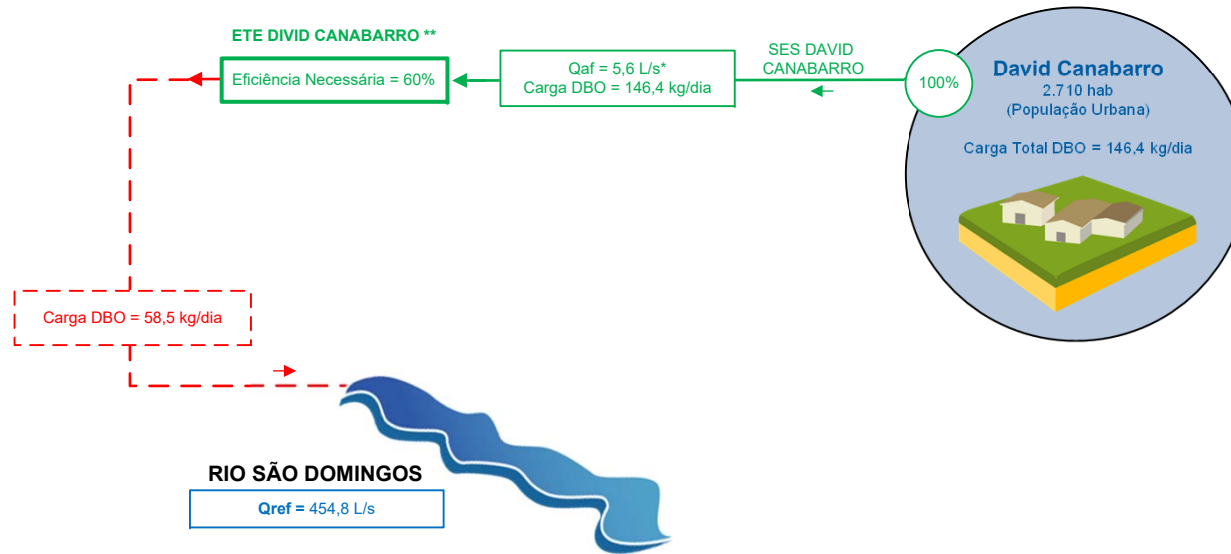 ETE DIVID CANABARRO **
Eficiência Necessária = 60%
Qaf = 5,6 L/s*
Carga DBO = 146,4 kg/dia
SES DAVID
CANABARRO
100%
David Canabarro
2.710 hab
(População Urbana)
Carga Total DBO = 146,4 kg/dia
Carga DBO = 58,5 kg/dia
RIO SÃO DOMINGOS
Qref = 454,8 L/s